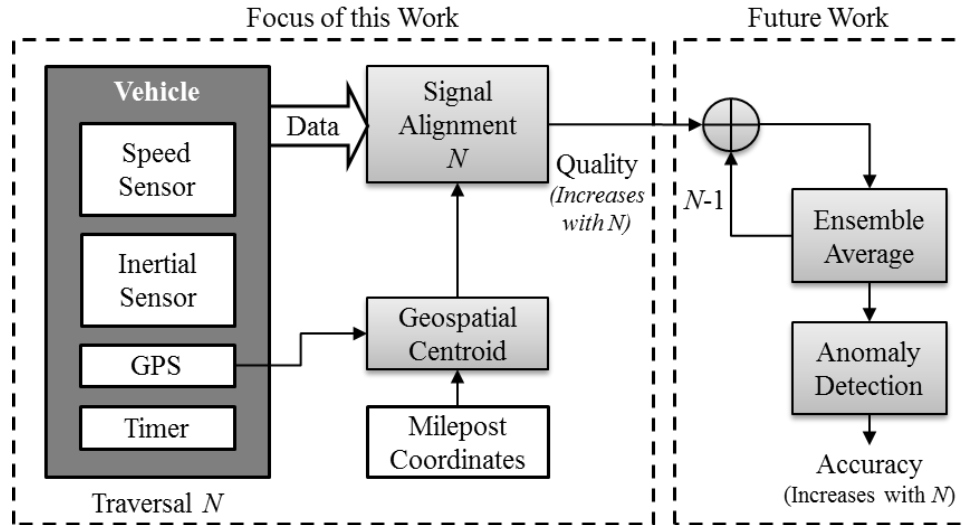 Focus of this Work
Future Work
Vehicle
Speed
Sensor
Inertial
Sensor
GPS
Timer
Traversal N
Data
Signal
Alignment
N
Quality
(Increases
with N)
Geospatial
Centroid
Milepost
Coordinates
N-1
Ensemble
Average
Anomaly
Detection
Accuracy
(Increases with N)